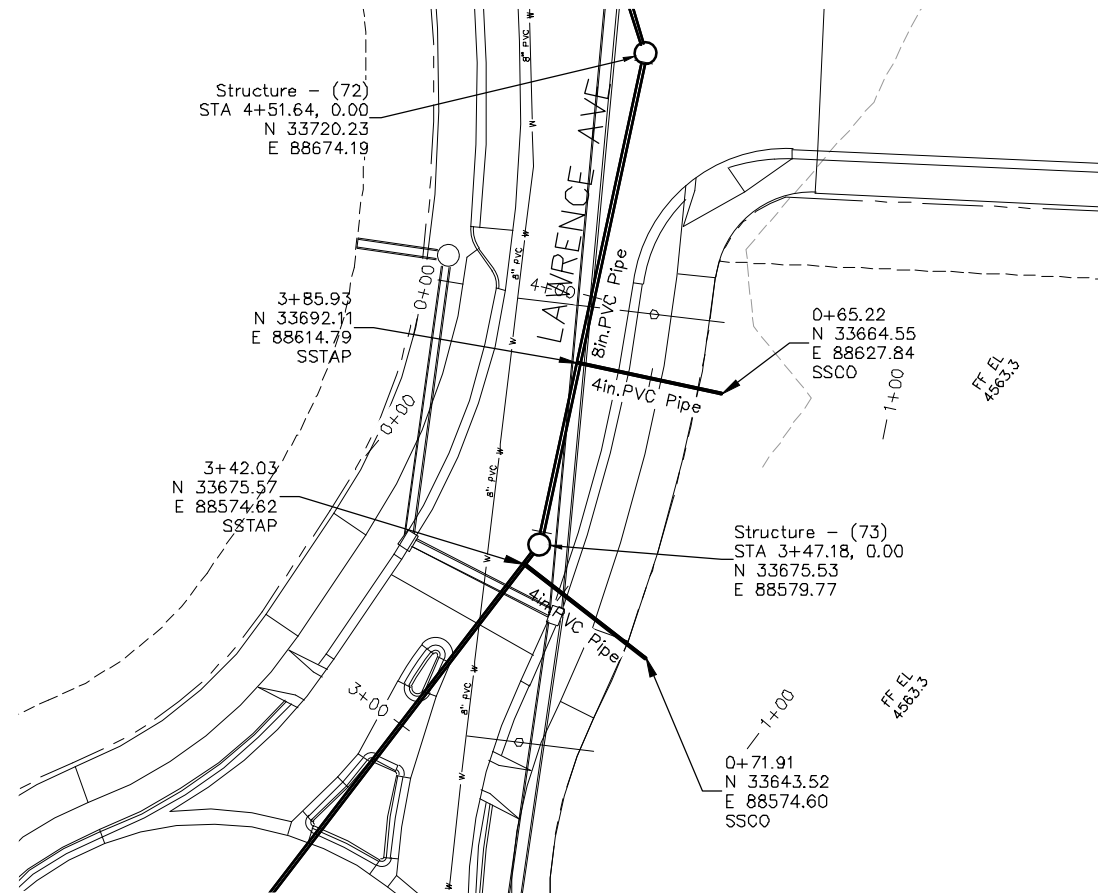 8" PVC
W
Structure - (72)
STA 4+51.64, 0.00
N 33720.23
E 88674.19
W
LAWRENCE AVE
W
8" PVC
W
0+00
4+00
8in.PVC Pipe
3+85.93
N 33692.11
E 88614.79
SSTAP
0+65.22
N 33664.55
E 88627.84
SSCO
W
4in.PVC Pipe
1+00
FF EL
4563.3
0+00
W
3+42.03
N 33675.57
E 88574.62
SSTAP
8" PVC
W
Structure - (73)
STA 3+47.18, 0.00
N 33675.53
E 88579.77
W
4in.PVC Pipe
W
3+00
8" PVC
W
FF EL
4563.3
1+00
0+71.91
N 33643.52
E 88574.60
SSCO
W
W